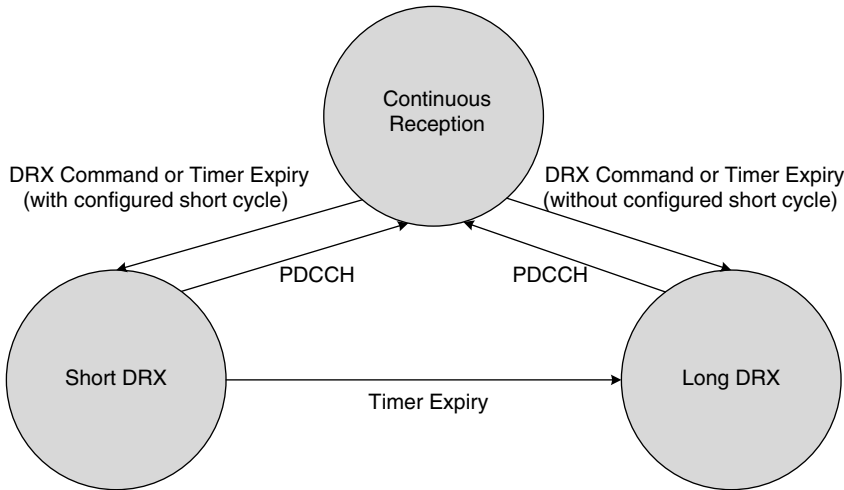 Continuous
Reception
DRX Command or Timer Expiry
(with configured short cycle)
DRX Command or Timer Expiry
(without configured short cycle)
PDCCH
PDCCH
Short DRX
Timer Expiry
Long DRX